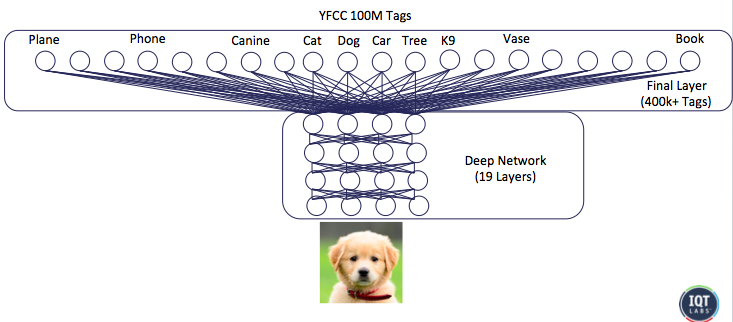 YFCC 100M Tags
Plane Phone Canine Cat Dog Car Tree K9 Vase Book
Final Layer
(400k+ Tags)
Deep Network
(19 Layers)
IQT
LABS